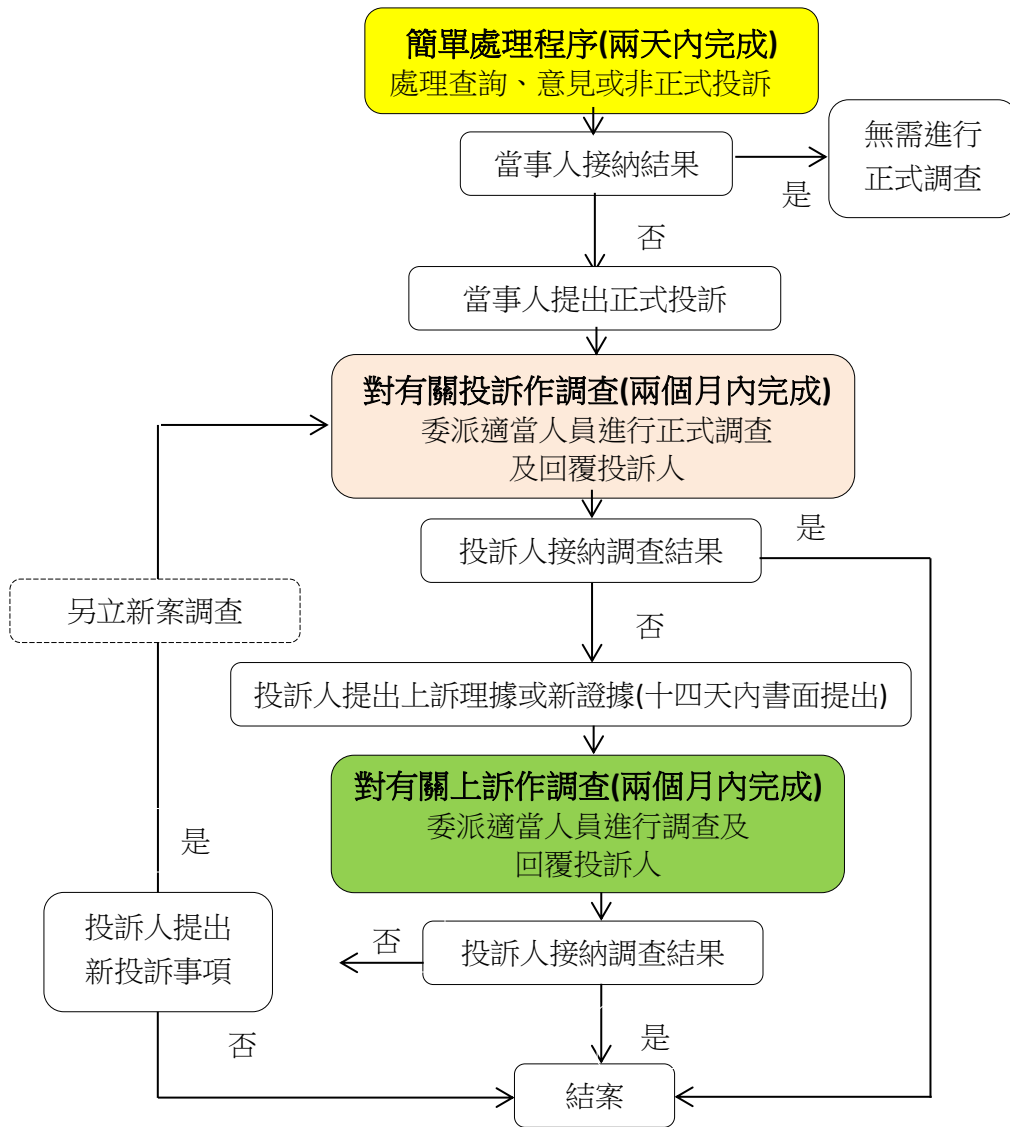 簡單處理程序(兩天內完成)
處理查詢、意見或非正式投訴
當事人接納結果
無需進行
正式調查
是
否
當事人提出正式投訴
對有關投訴作調查(兩個月內完成)
委派適當人員進行正式調查
及回覆投訴人
投訴人接納調查結果
是
另立新案調查
否
投訴人提出上訴理據或新證據(十四天內書面提出)
對有關上訴作調查(兩個月內完成)
委派適當人員進行調查及
回覆投訴人
是
投訴人提出
新投訴事項
否
投訴人接納調查結果
否
是
結案